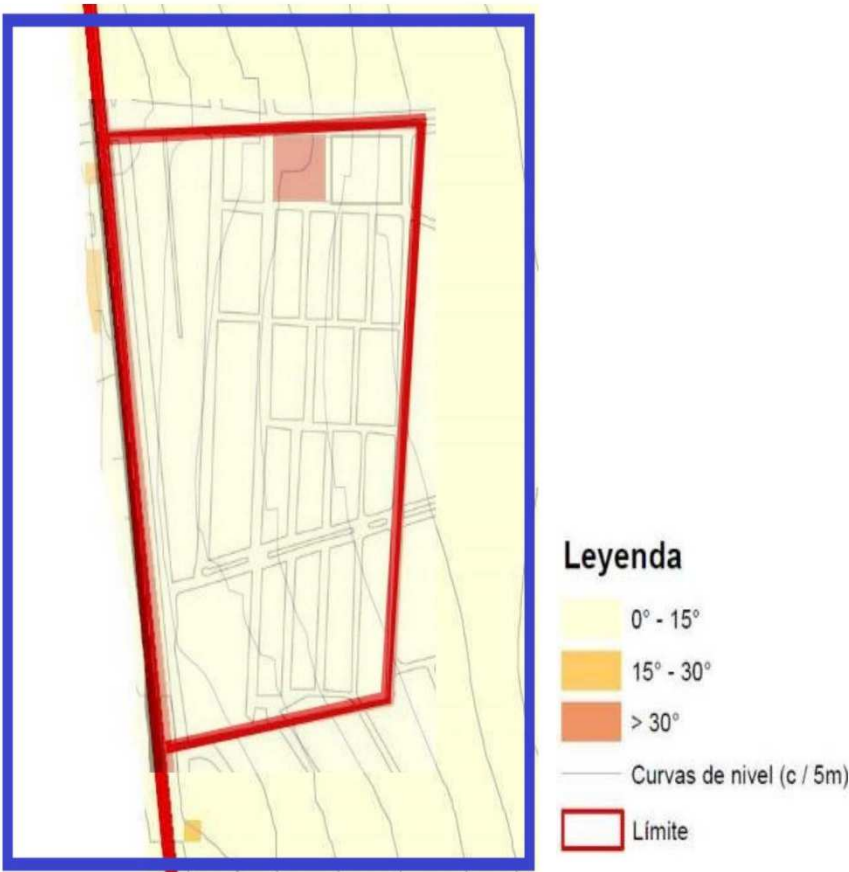 Leyenda
0° - 15°
15° - 30°
> 30°
Curvas de nivel (c / 5m)
Límite